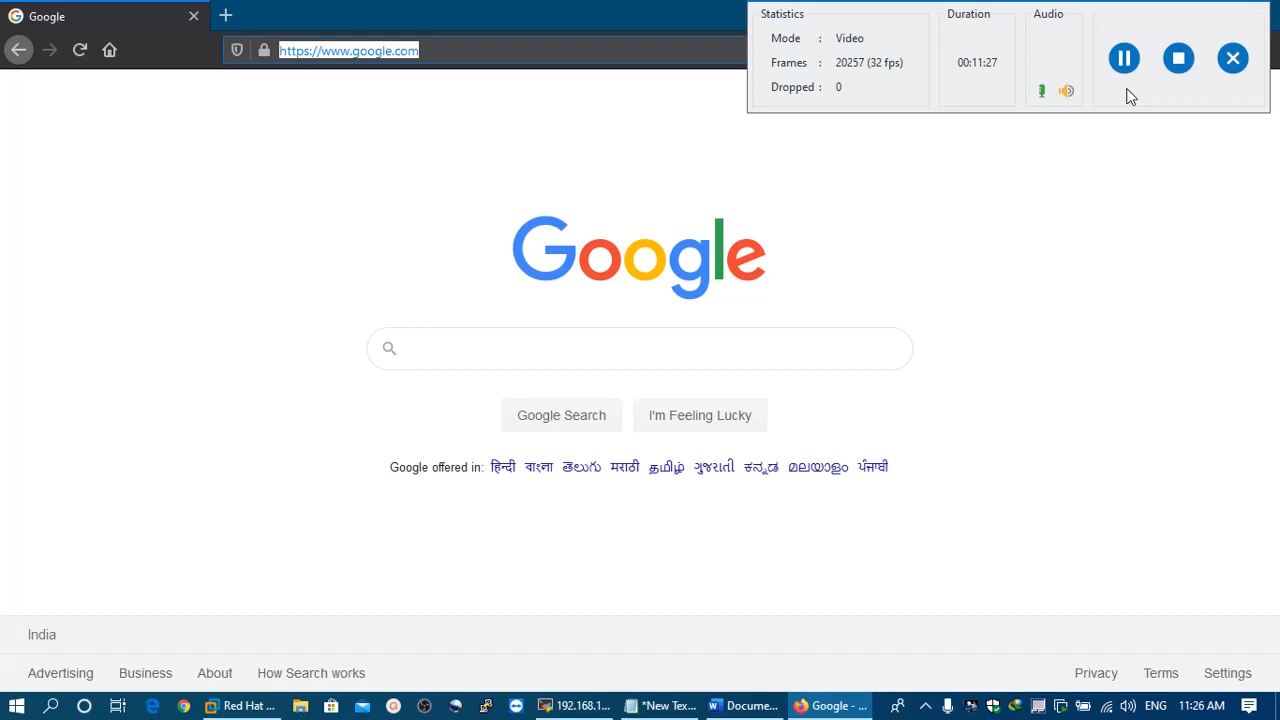 Google
https://www.google.com
Statistics
Mode : Video
Frames : 20257 (32 fps)
Dropped : 0
Duration
00:11:27
Audio
Google
Google Search
I'm Feeling Lucky
Google offered in: हिन्दी বাংলা తెలుగు मराठी தமிழ் ગુજરાતી ಕನ್ನಡ മലയാളം ਪੰਜਾਬੀ
India
Advertising Business About How Search works
Privacy Terms Settings
Red Hat ... 192.168.1... *New Tex... Docume... Google - ... ENG 11:26 AM